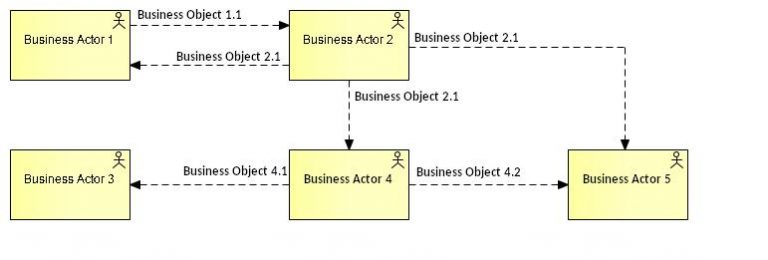 Business Object 1.1
Business Actor 1
Business Actor 2
Business Object 2.1
Business Object 2.1
Business Object 2.1
Business Actor 3
Business Object 4.1
Business Actor 4
Business Object 4.2
Business Actor 5